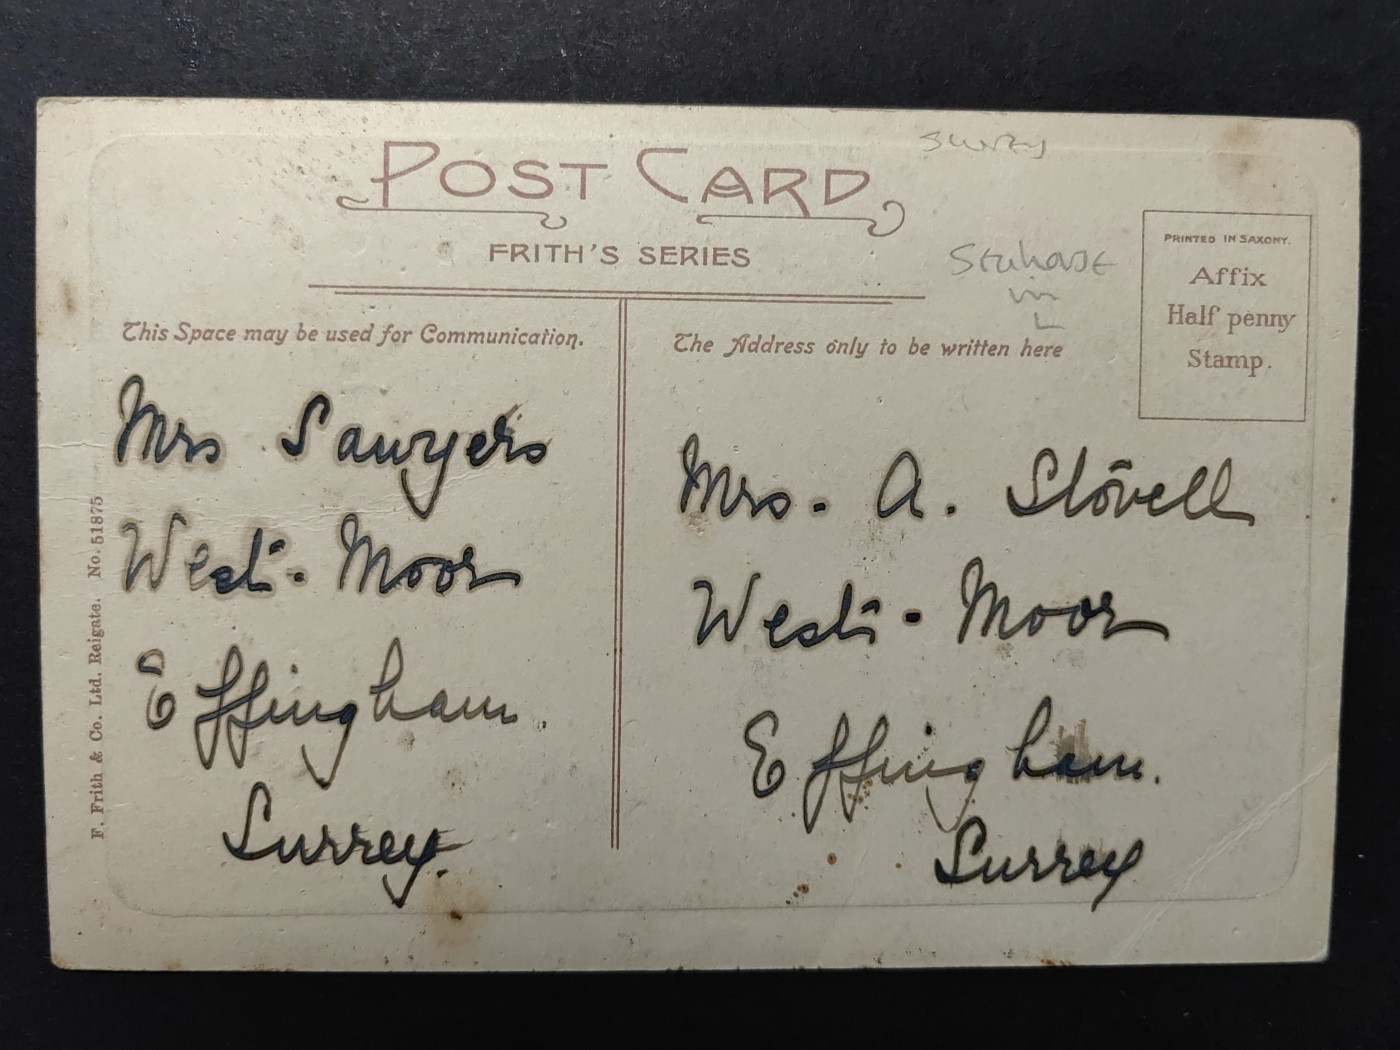 POST CARD
FRITH'S SERIES
Surrey
PRINTED IN SAXONY.
Affix
Half penny
Stamp.
This Space may be used for Communication.
The Address only to be written here
Mrs Sawyers
West-Moor
Effingham.
Surrey.
Mrs. A. Stovell
West-Moor
Effingham.
Surrey
F. Frith & Co. Ltd. Reigate. No. 51875